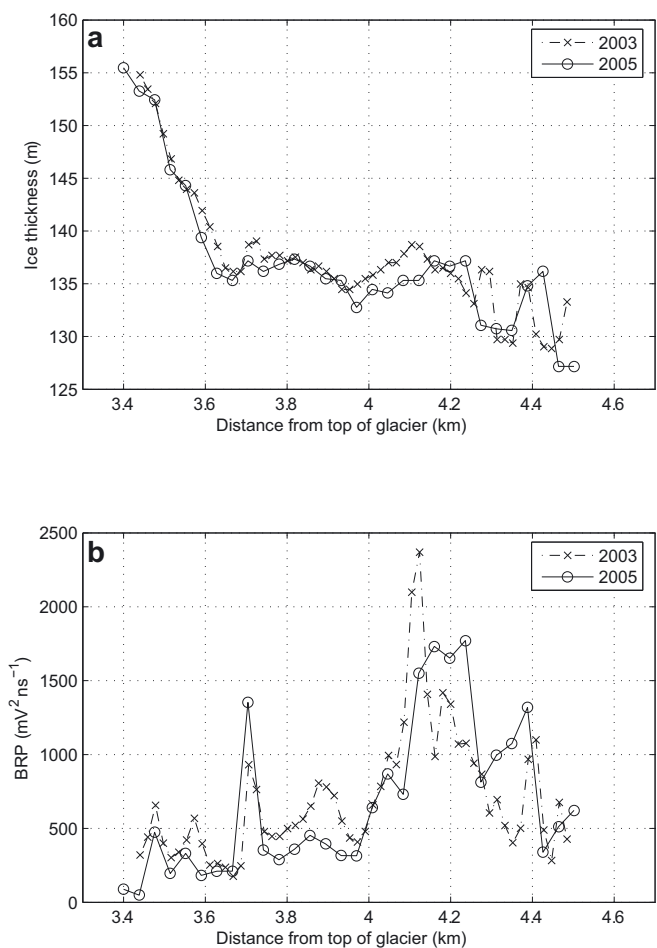 160
a
2003
2005
155
150
145
140
135
130
125
Ice thickness (m)
3.4 3.6 3.8 4 4.2 4.4 4.6
Distance from top of glacier (km)
2500
b
2003
2005
2000
1500
1000
500
0
BRP (mV² ns⁻¹)
3.4 3.6 3.8 4 4.2 4.4 4.6
Distance from top of glacier (km)